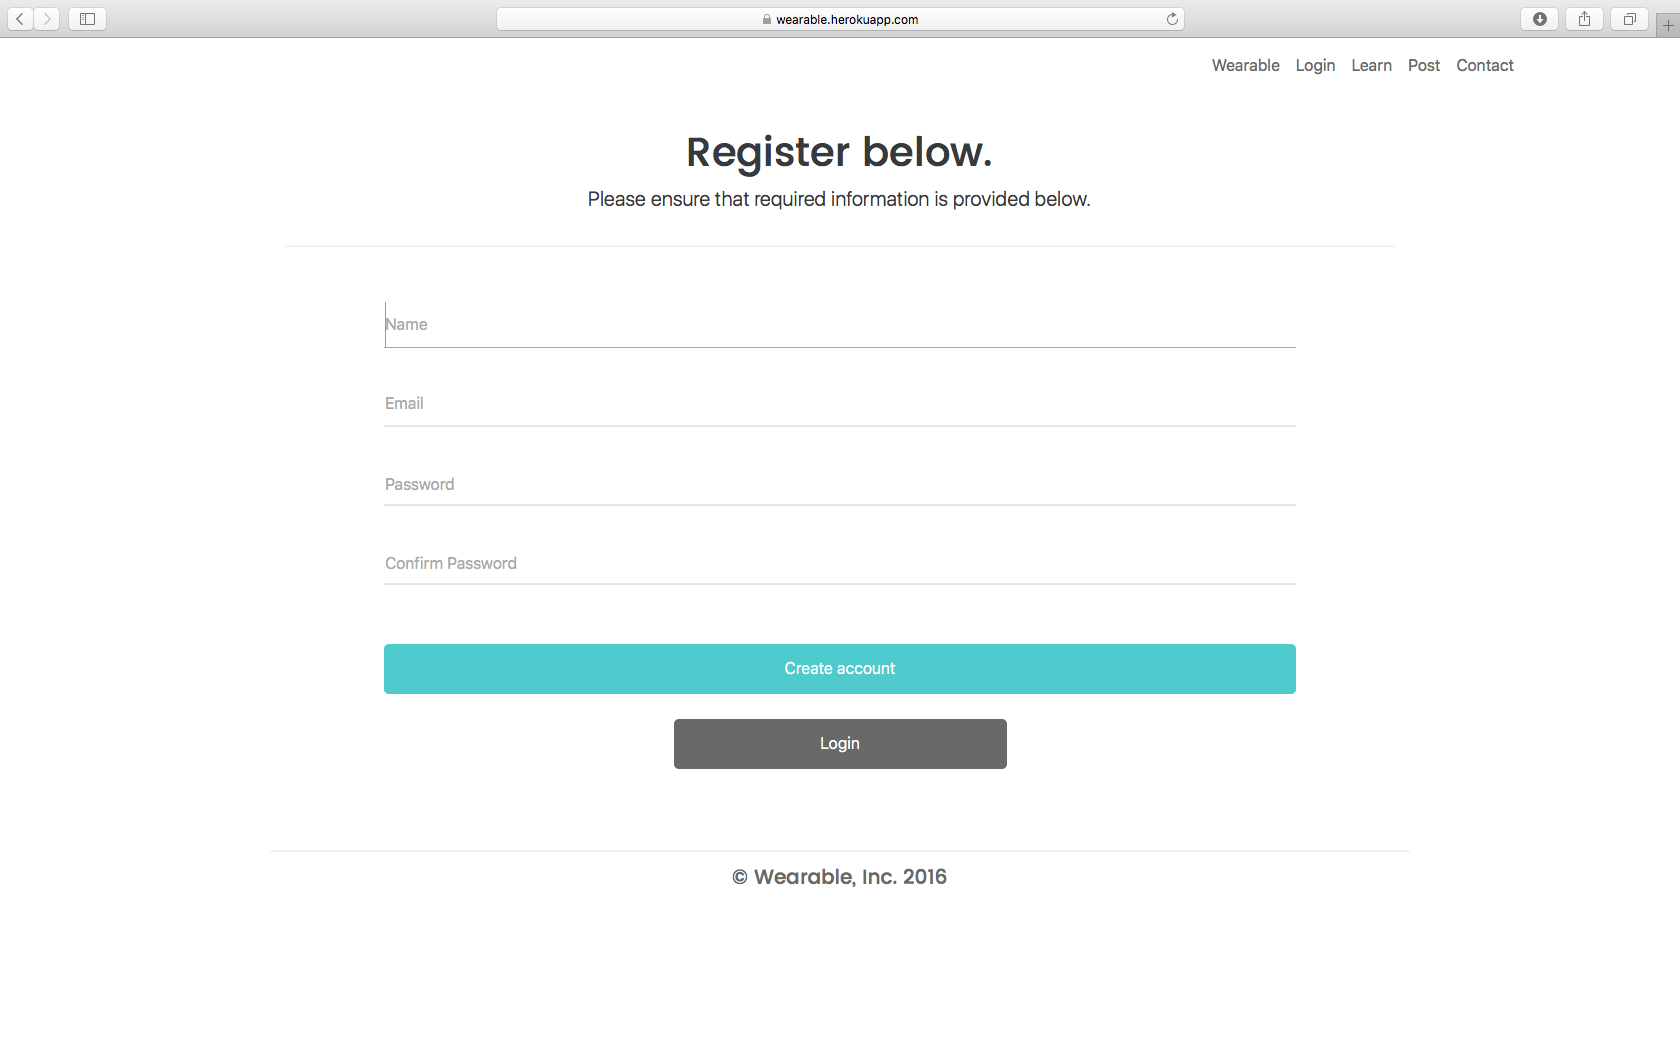 wearable.herokuapp.com
Wearable Login Learn Post Contact
Register below.
Please ensure that required information is provided below.
Name
Email
Password
Confirm Password
Create account
Login
© Wearable, Inc. 2016